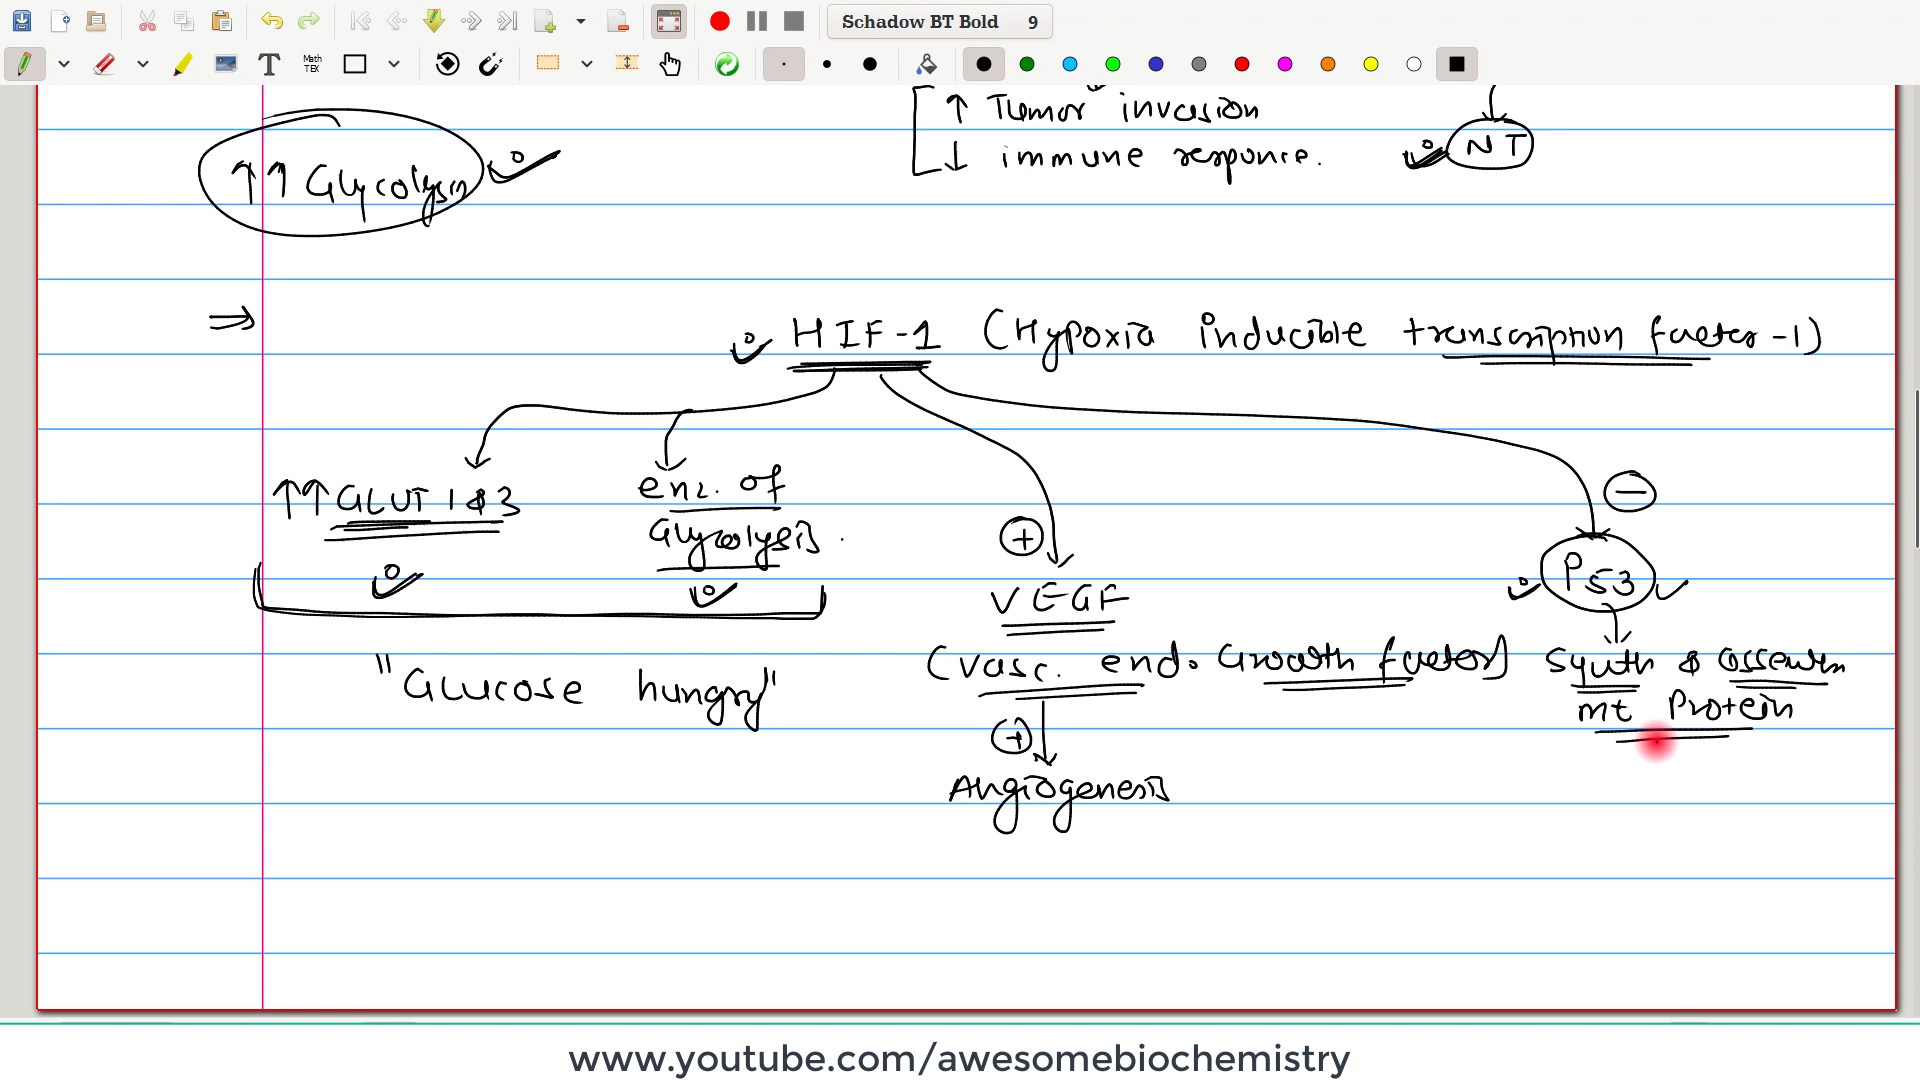 Schadow BT Bold 9
Math
TEX
↑ Tumor invasion
↓ immune response.
NT
↑↑ Glycolysis
⇒ HIF-1 (Hypoxia inducible transcription factor -1)
↑↑ GLUT 1 & 3
enz. of
Glycolysis.
+
VEGF
(vasc. end. Growth factor)
+
Angiogenesis
−
P53
Synth & assembly
mt Protein
"Glucose hungry"
www.youtube.com/awesomebiochemistry